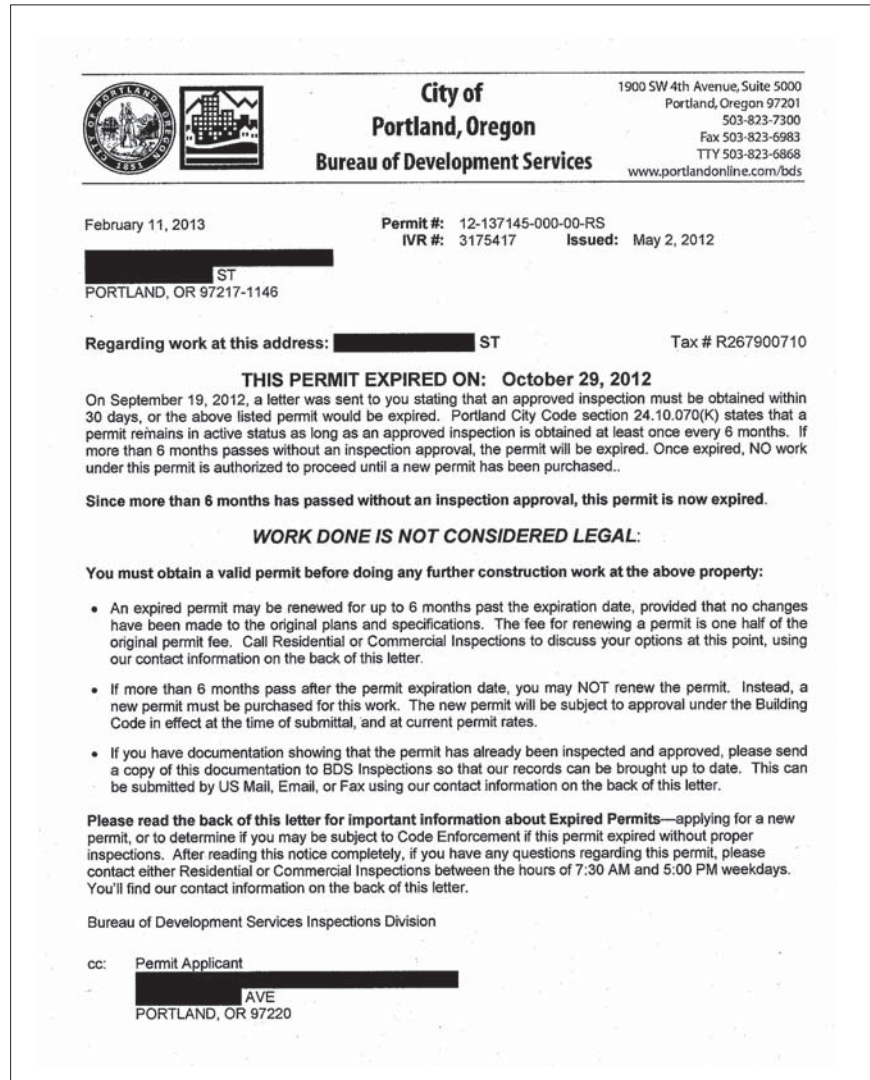 CITY OF PORTLAND, OREGON
1851
City of
Portland, Oregon
Bureau of Development Services
1900 SW 4th Avenue, Suite 5000
Portland, Oregon 97201
503-823-7300
Fax 503-823-6983
TTY 503-823-6868
www.portlandonline.com/bds
February 11, 2013
Permit #: 12-137145-000-00-RS
IVR #: 3175417 Issued: May 2, 2012
ST
PORTLAND, OR 97217-1146
Regarding work at this address: ST Tax # R267900710
THIS PERMIT EXPIRED ON: October 29, 2012
On September 19, 2012, a letter was sent to you stating that an approved inspection must be obtained within
30 days, or the above listed permit would be expired. Portland City Code section 24.10.070(K) states that a
permit remains in active status as long as an approved inspection is obtained at least once every 6 months. If
more than 6 months passes without an inspection approval, the permit will be expired. Once expired, NO work
under this permit is authorized to proceed until a new permit has been purchased..
Since more than 6 months has passed without an inspection approval, this permit is now expired.
WORK DONE IS NOT CONSIDERED LEGAL:
You must obtain a valid permit before doing any further construction work at the above property:
• An expired permit may be renewed for up to 6 months past the expiration date, provided that no changes
have been made to the original plans and specifications. The fee for renewing a permit is one half of the
original permit fee. Call Residential or Commercial Inspections to discuss your options at this point, using
our contact information on the back of this letter.
• If more than 6 months pass after the permit expiration date, you may NOT renew the permit. Instead, a
new permit must be purchased for this work. The new permit will be subject to approval under the Building
Code in effect at the time of submittal, and at current permit rates.
• If you have documentation showing that the permit has already been inspected and approved, please send
a copy of this documentation to BDS Inspections so that our records can be brought up to date. This can
be submitted by US Mail, Email, or Fax using our contact information on the back of this letter.
Please read the back of this letter for important information about Expired Permits—applying for a new
permit, or to determine if you may be subject to Code Enforcement if this permit expired without proper
inspections. After reading this notice completely, if you have any questions regarding this permit, please
contact either Residential or Commercial Inspections between the hours of 7:30 AM and 5:00 PM weekdays.
You'll find our contact information on the back of this letter.
Bureau of Development Services Inspections Division
cc: Permit Applicant
AVE
PORTLAND, OR 97220